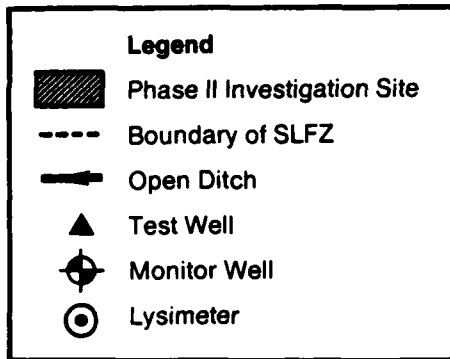 Legend
Phase II Investigation Site
Boundary of SLFZ
Open Ditch
Test Well
Monitor Well
Lysimeter